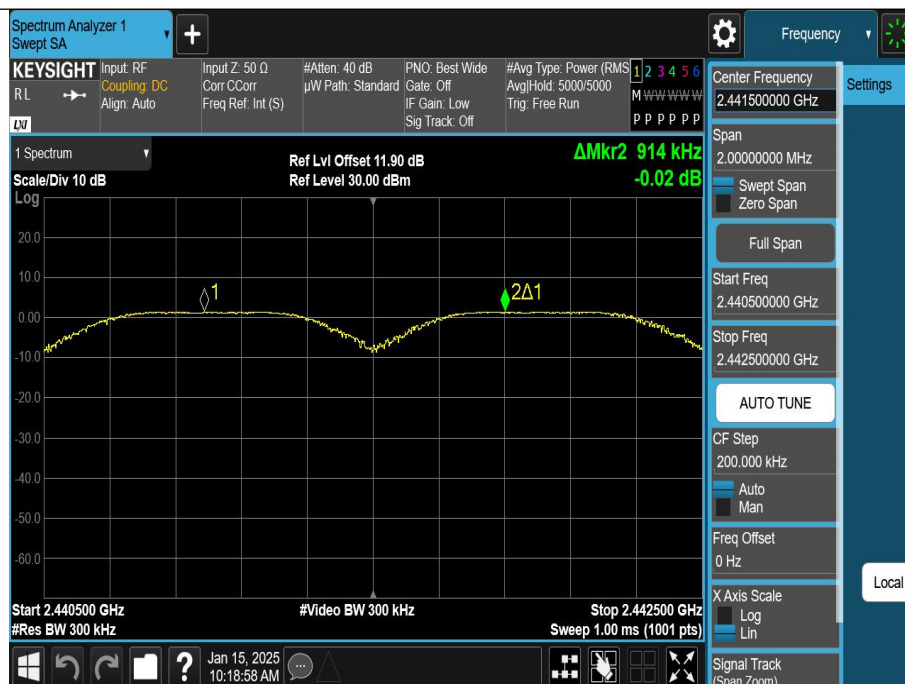 Spectrum Analyzer 1
Swept SA
Frequency
KEYSIGHT
RL
LXI
Input: RF
Coupling: DC
Align: Auto
Input Z: 50 Ω
Corr CCorr
Freq Ref: Int (S)
#Atten: 40 dB
µW Path: Standard
PNO: Best Wide
Gate: Off
IF Gain: Low
Sig Track: Off
#Avg Type: Power (RMS
Avg|Hold: 5000/5000
Trig: Free Run
1 2 3 4 5 6
M W W W W W
P P P P P P
1 Spectrum
Scale/Div 10 dB
Log
Ref Lvl Offset 11.90 dB
Ref Level 30.00 dBm
ΔMkr2 914 kHz
-0.02 dB
20.0
10.0
0.00
-10.0
-20.0
-30.0
-40.0
-50.0
-60.0
1
2Δ1
Start 2.440500 GHz
#Res BW 300 kHz
#Video BW 300 kHz
Stop 2.442500 GHz
Sweep 1.00 ms (1001 pts)
Jan 15, 2025
10:18:58 AM
Center Frequency
2.441500000 GHz
Span
2.00000000 MHz
Swept Span
Zero Span
Full Span
Start Freq
2.440500000 GHz
Stop Freq
2.442500000 GHz
AUTO TUNE
CF Step
200.000 kHz
Auto
Man
Freq Offset
0 Hz
X Axis Scale
Log
Lin
Signal Track
(Span Zoom)
Settings
Local